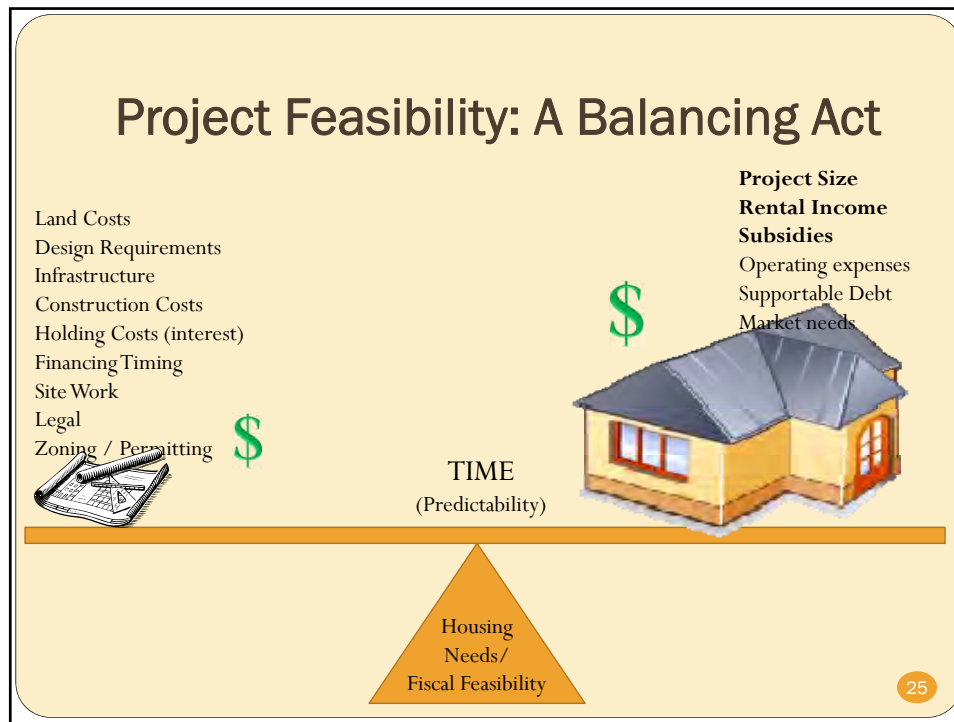 Project Feasibility: A Balancing Act
Land Costs
Design Requirements
Infrastructure
Construction Costs
Holding Costs (interest)
Financing Timing
Site Work
Legal
Zoning / Permitting
$
Project Size
Rental Income
Subsidies
Operating expenses
Supportable Debt
Market needs
$
TIME
(Predictability)
Housing
Needs/
Fiscal Feasibility
25